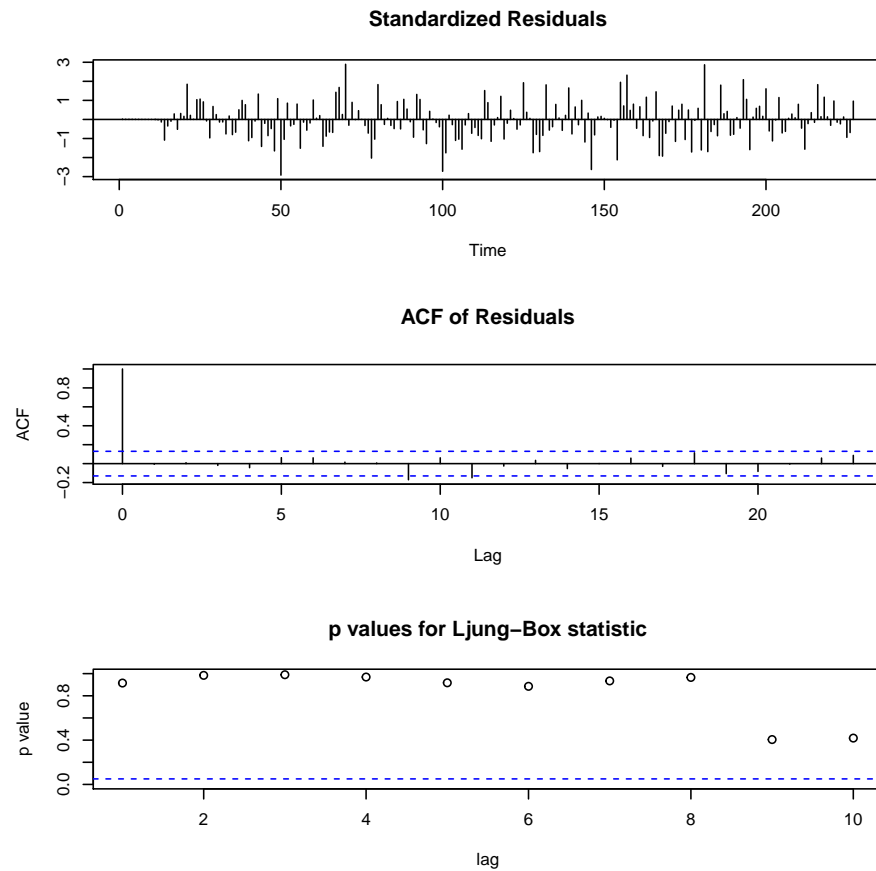 Standardized Residuals
3
1
−1
−3
0 50 100 150 200
Time
ACF of Residuals
ACF
0.8
0.4
−0.2
0 5 10 15 20
Lag
p values for Ljung−Box statistic
p value
0.8
0.4
0.0
2 4 6 8 10
lag